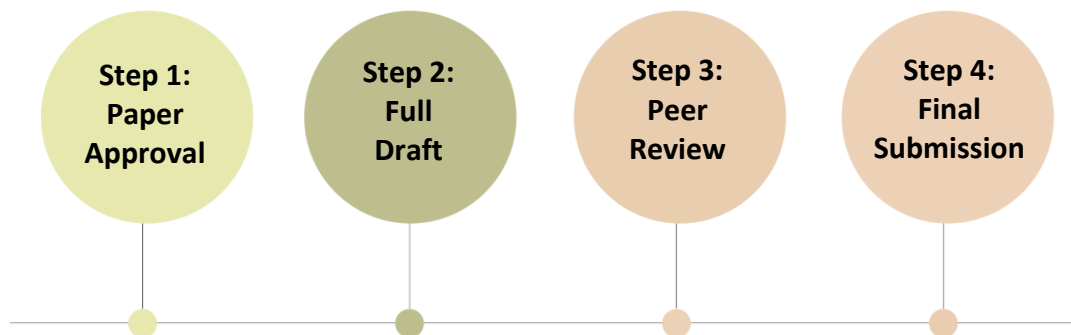 Step 1:
Paper
Approval
Step 2:
Full
Draft
Step 3:
Peer
Review
Step 4:
Final
Submission